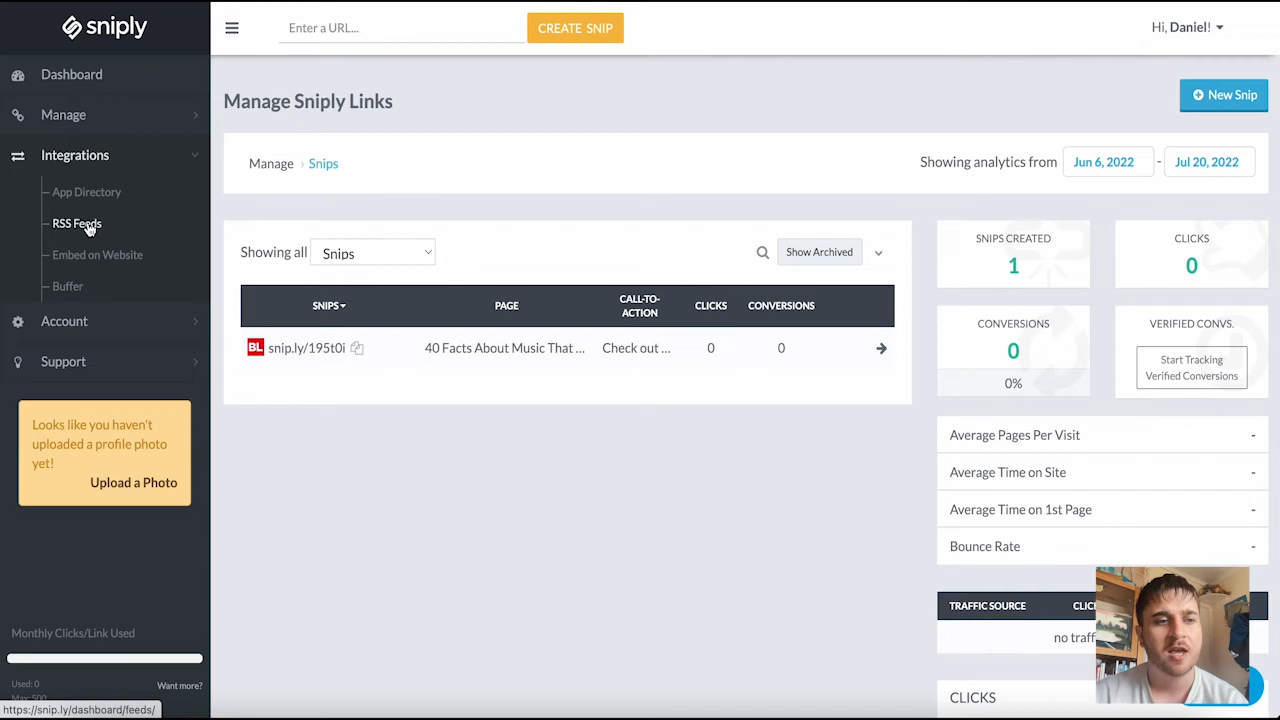 sniply
Enter a URL...
CREATE SNIP
Hi, Daniel!
Dashboard
Manage
Integrations
App Directory
RSS Feeds
Embed on Website
Buffer
Account
Support
Looks like you haven't
uploaded a profile photo
yet!
Upload a Photo
Monthly Clicks/Link Used
Used: 0
Want more?
Max: 500
https://snip.ly/dashboard/feeds/
Manage Sniply Links
New Snip
Manage › Snips
Showing analytics from Jun 6, 2022 - Jul 20, 2022
Showing all Snips
Show Archived
SNIPS PAGE CALL-TO-ACTION CLICKS CONVERSIONS
BL snip.ly/195t0i 40 Facts About Music That ... Check out ... 0 0
SNIPS CREATED
1
CLICKS
0
CONVERSIONS
0
0%
VERIFIED CONVS.
Start Tracking
Verified Conversions
Average Pages Per Visit -
Average Time on Site -
Average Time on 1st Page -
Bounce Rate -
TRAFFIC SOURCE
CLICKS